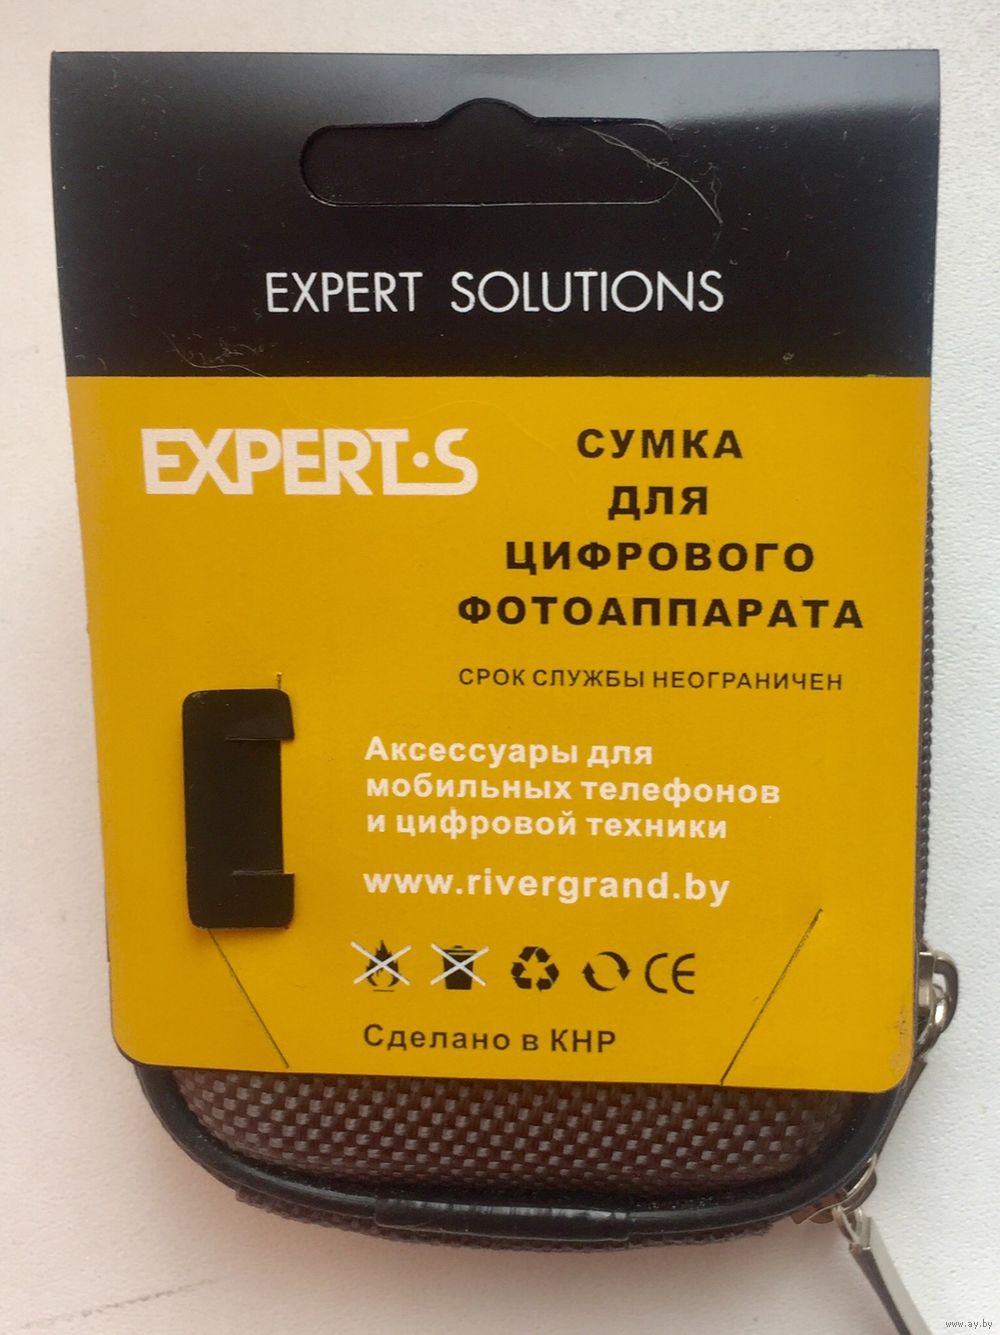 EXPERT SOLUTIONS
EXPERT·S
СУМКА
ДЛЯ
ЦИФРОВОГО
ФОТОАППАРАТА
СРОК СЛУЖБЫ НЕОГРАНИЧЕН
Аксессуары для
мобильных телефонов
и цифровой техники
www.rivergrand.by
CE
Сделано в КНР
www.ay.by